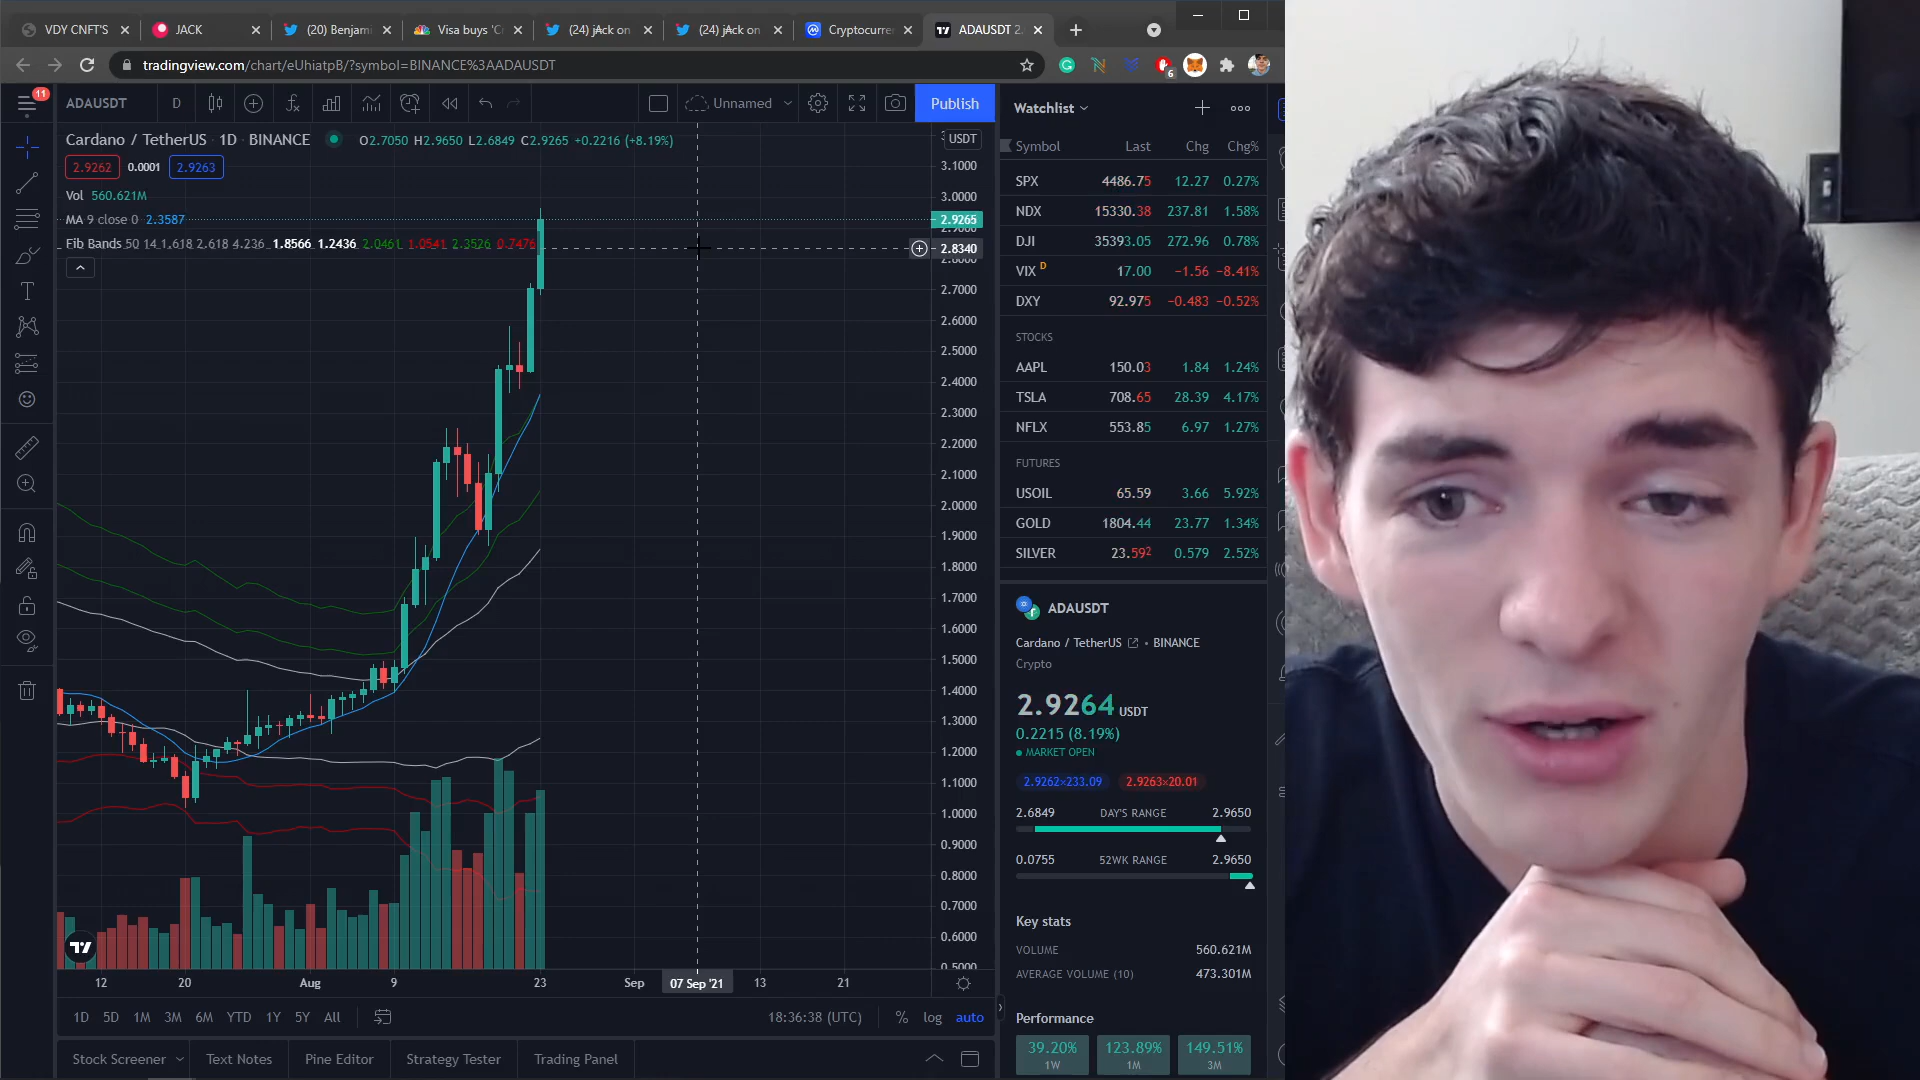 VDY CNFT'S
JACK
(20) Benjam
Visa buys 'C
(24) jAck on
(24) jAck on
Cryptocurre
ADAUSDT 2
tradingview.com/chart/eUhiatpB/?symbol=BINANCE%3AADAUSDT
6
11
ADAUSDT
D
Unnamed
Publish
Cardano / TetherUS · 1D · BINANCE
O2.7050 H2.9650 L2.6849 C2.9265 +0.2216 (+8.19%)
2.9262
0.0001
2.9263
Vol 560.621M
MA 9 close 0 2.3587
Fib Bands 50 14 1.618 2.618 4.236 1.8566 1.2436 2.0461 1.0541 2.3526 0.7476
USDT
3.1000
3.0000
2.9265
2.8340
2.8000
2.7000
2.6000
2.5000
2.4000
2.3000
2.2000
2.1000
2.0000
1.9000
1.8000
1.7000
1.6000
1.5000
1.4000
1.3000
1.2000
1.1000
1.0000
0.9000
0.8000
0.7000
0.6000
0.5000
12
20
Aug
9
23
Sep
07 Sep '21
13
21
1D 5D 1M 3M 6M YTD 1Y 5Y All
18:36:38 (UTC)
%
log
auto
Stock Screener
Text Notes
Pine Editor
Strategy Tester
Trading Panel
Watchlist
Symbol Last Chg Chg%
SPX 4486.75 12.27 0.27%
NDX 15330.38 237.81 1.58%
DJI 35393.05 272.96 0.78%
VIX D 17.00 −1.56 −8.41%
DXY 92.975 −0.483 −0.52%
STOCKS
AAPL 150.03 1.84 1.24%
TSLA 708.65 28.39 4.17%
NFLX 553.85 6.97 1.27%
FUTURES
USOIL 65.59 3.66 5.92%
GOLD 1804.44 23.77 1.34%
SILVER 23.592 0.579 2.52%
ADAUSDT
Cardano / TetherUS • BINANCE
Crypto
2.9264 USDT
0.2215 (8.19%)
MARKET OPEN
2.9262×233.09
2.9263×20.01
2.6849 DAY'S RANGE 2.9650
0.0755 52WK RANGE 2.9650
Key stats
VOLUME 560.621M
AVERAGE VOLUME (10) 473.301M
Performance
39.20% 123.89% 149.51%
1W 1M 3M